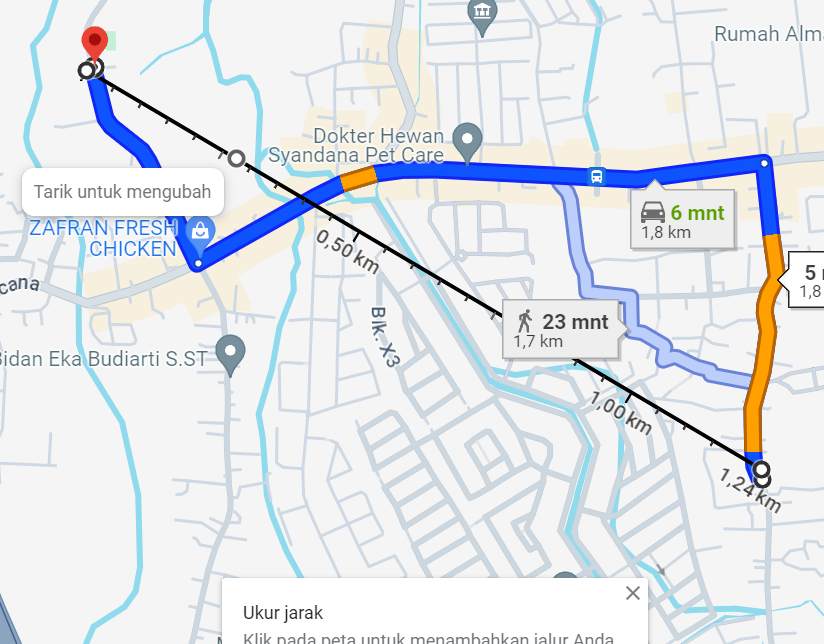 Rumah Alma
Dokter Hewan
Syandana Pet Care
Tarik untuk mengubah
6 mnt
1,8 km
ZAFRAN FRESH
CHICKEN
0,50 km
5
1,8
cana
Blk. X3
23 mnt
1,7 km
Bidan Eka Budiarti S.ST
1,00 km
1,24 km
Ukur jarak
Klik pada peta untuk menambahkan jalur Anda